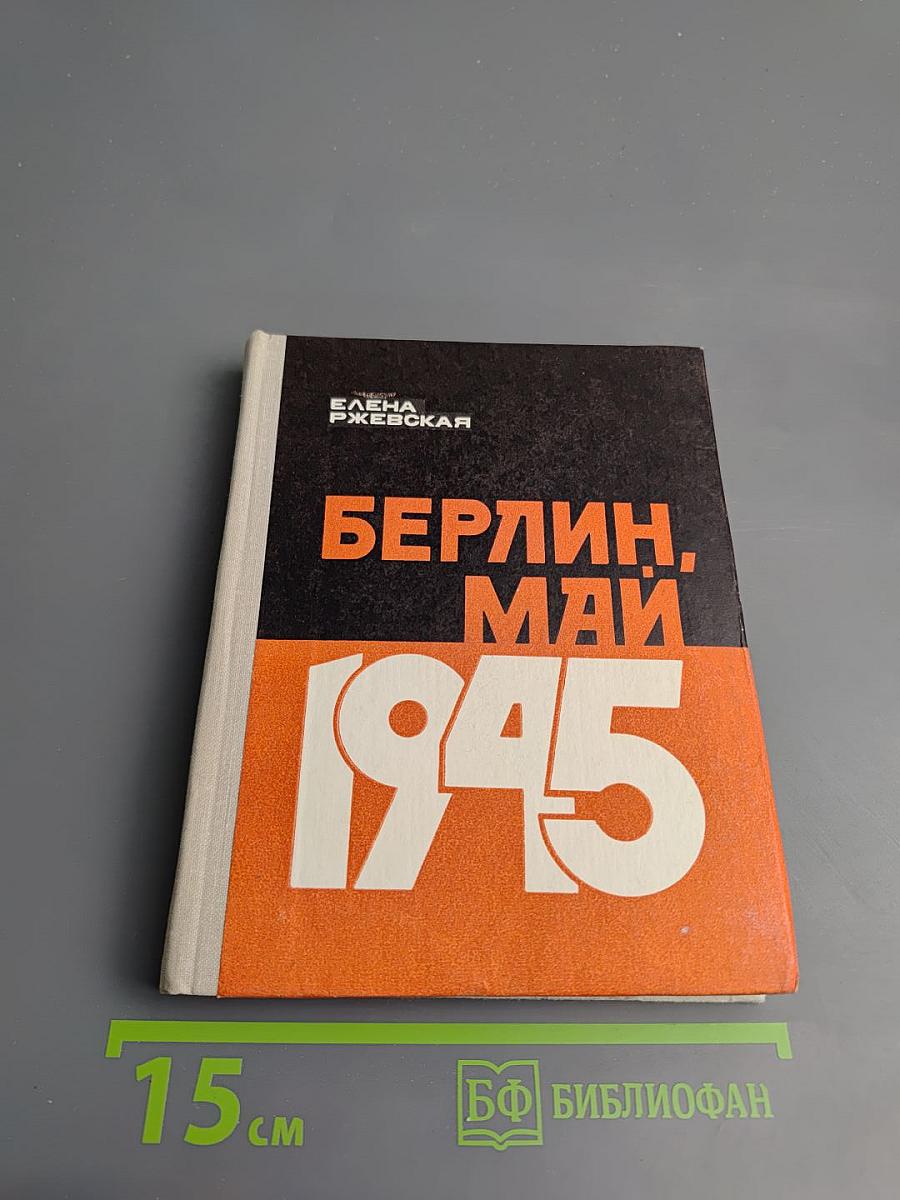 ЕЛЕНА
РЖЕВСКАЯ
БЕРЛИН,
МАЙ
1945
15 см
БФ БИБЛИОФАН